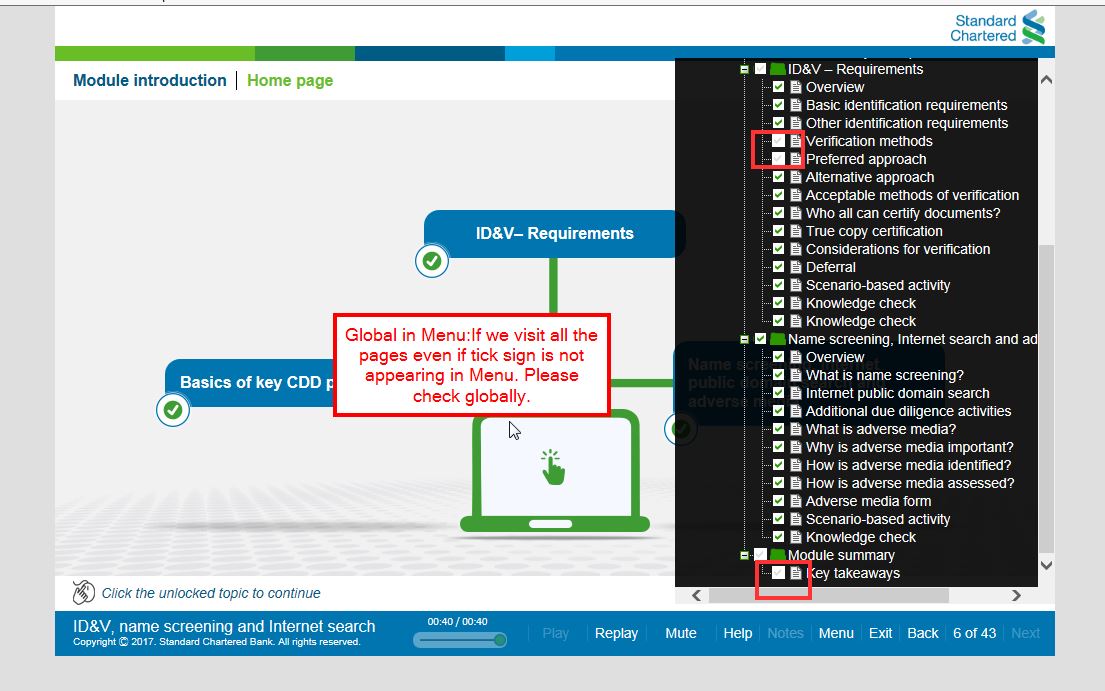 Standard
Chartered
Module introduction | Home page
ID&V – Requirements
Overview
Basic identification requirements
Other identification requirements
Verification methods
Preferred approach
Alternative approach
Acceptable methods of verification
Who all can certify documents?
True copy certification
Considerations for verification
Deferral
Scenario-based activity
Knowledge check
Knowledge check
Name screening, Internet search and ad
Overview
What is name screening?
Internet public domain search
Additional due diligence activities
What is adverse media?
Why is adverse media important?
How is adverse media identified?
How is adverse media assessed?
Adverse media form
Scenario-based activity
Knowledge check
Module summary
Key takeaways
ID&V– Requirements
Global in Menu:If we visit all the
pages even if tick sign is not
appearing in Menu. Please
check globally.
Basics of key CDD p
Name screening, Internet
public domain search
adverse
Click the unlocked topic to continue
ID&V, name screening and Internet search
Copyright © 2017. Standard Chartered Bank. All rights reserved.
00:40 / 00:40
Play Replay Mute Help Notes Menu Exit Back 6 of 43 Next